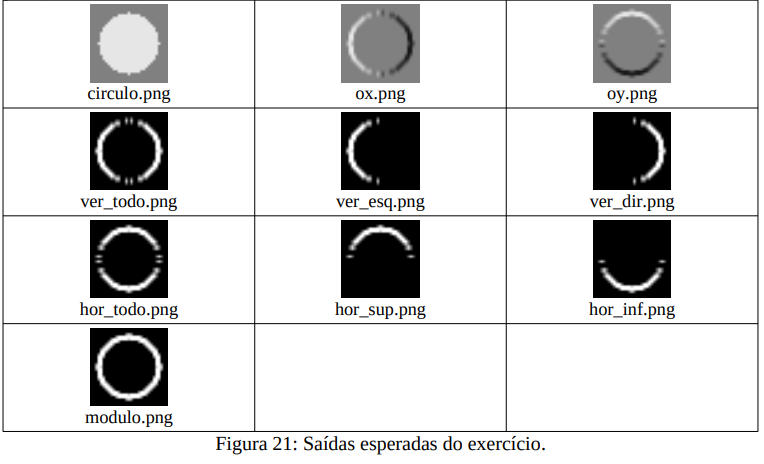 circulo.png
ox.png
oy.png
ver_todo.png
ver_esq.png
ver_dir.png
hor_todo.png
hor_sup.png
hor_inf.png
modulo.png
Figura 21: Saídas esperadas do exercício.